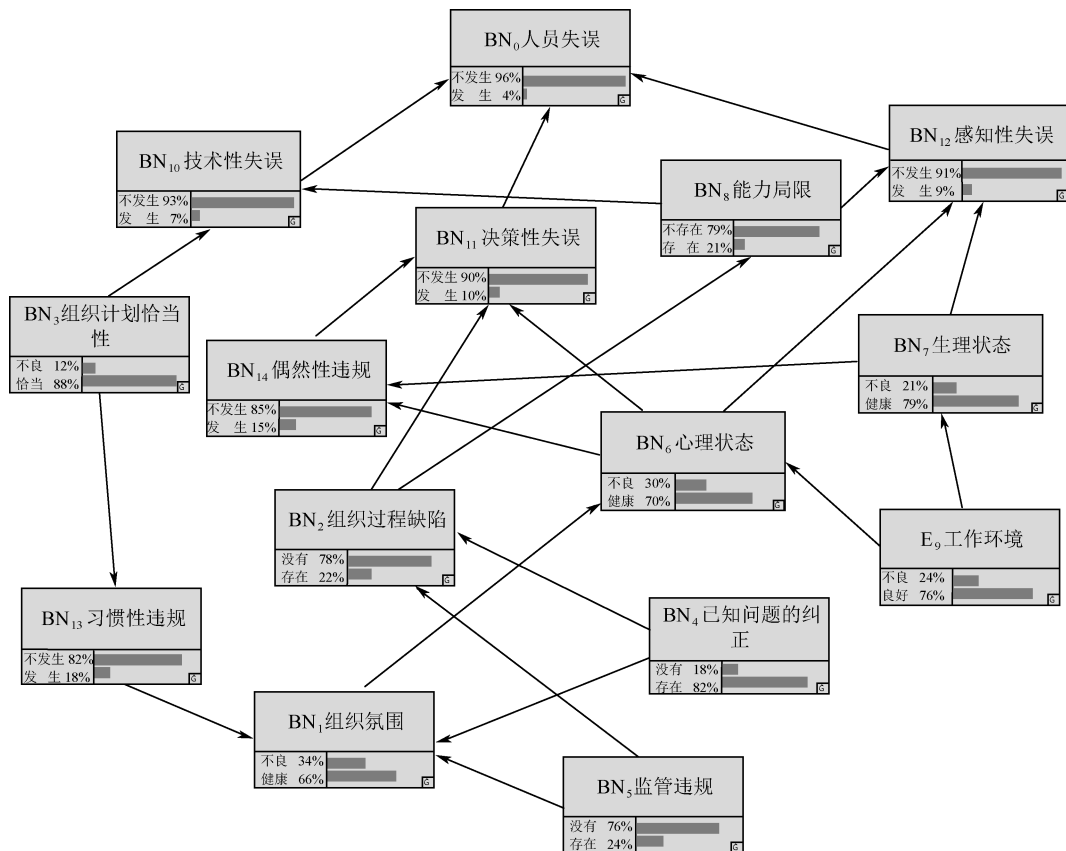 BN₀人员失误
不发生 96%
发 生 4%
G
BN₁₂感知性失误
不发生 91%
发 生 9%
G
BN₁₀技术性失误
不发生 93%
发 生 7%
G
BN₈能力局限
不存在 79%
存 在 21%
G
BN₁₁决策性失误
不发生 90%
发 生 10%
G
BN₃组织计划恰当
性
不良 12%
恰当 88%
G
BN₇生理状态
不良 21%
健康 79%
G
BN₁₄偶然性违规
不发生 85%
发 生 15%
G
BN₆心理状态
不良 30%
健康 70%
G
BN₂组织过程缺陷
没有 78%
存在 22%
G
E₉工作环境
不良 24%
良好 76%
G
BN₁₃习惯性违规
不发生 82%
发 生 18%
G
BN₄已知问题的纠
正
没有 18%
存在 82%
G
BN₁组织氛围
不良 34%
健康 66%
G
BN₅监管违规
没有 76%
存在 24%
G